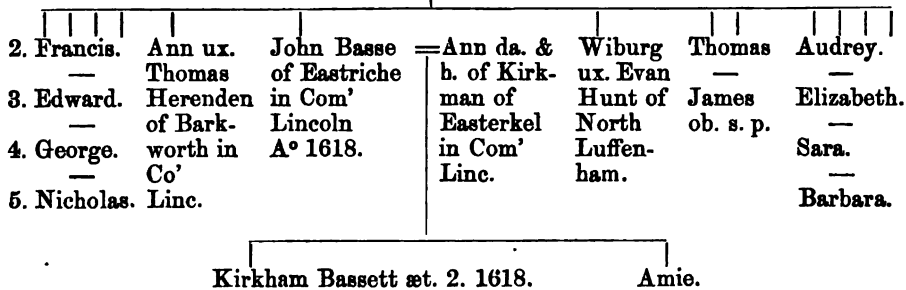 2. Francis. Ann ux. John Basse =Ann da. & Wiburg Thomas Audrey.
— Thomas of Eastriche h. of Kirk- ux. Evan — —
3. Edward. Herenden in Com’ man of Hunt of James Elizabeth.
— of Bark- Lincoln Easterkel North ob. s. p. —
4. George. worth in Aº 1618. in Com’ Luffen- Sara.
— Co’ Linc. ham. —
5. Nicholas. Linc. Barbara.
Kirkham Bassett æt. 2. 1618. Amie.